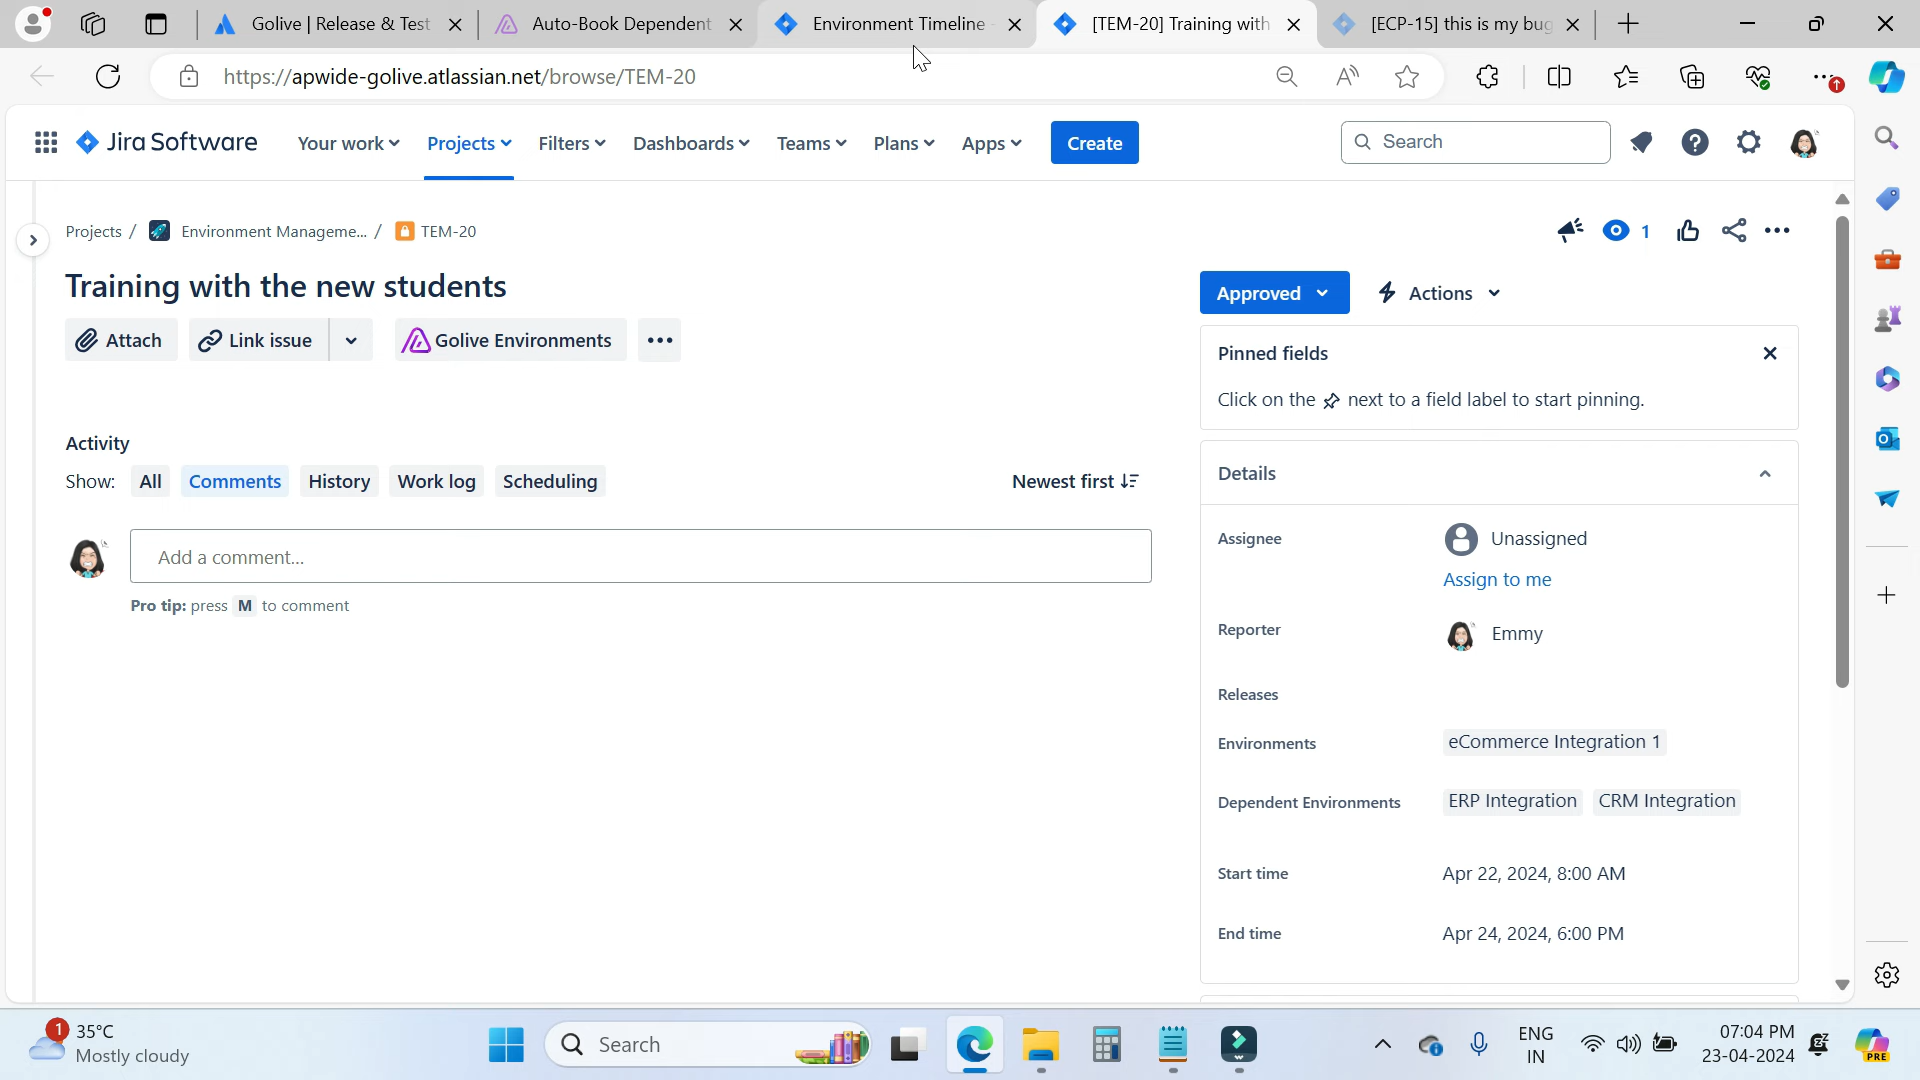 Golive | Release & Test
Auto-Book Dependent
Environment Timeline -
[TEM-20] Training with
[ECP-15] this is my bug
https://apwide-golive.atlassian.net/browse/TEM-20
Jira Software
Your work
Projects
Filters
Dashboards
Teams
Plans
Apps
Create
Search
Projects / Environment Manageme... / TEM-20
1
Training with the new students
Approved
Actions
Attach
Link issue
Golive Environments
Pinned fields
Click on the next to a field label to start pinning.
Activity
Show: All Comments History Work log Scheduling
Newest first
Details
Add a comment...
Pro tip: press M to comment
Assignee
Unassigned
Assign to me
Reporter
Emmy
Releases
Environments
eCommerce Integration 1
Dependent Environments
ERP Integration CRM Integration
Start time
Apr 22, 2024, 8:00 AM
End time
Apr 24, 2024, 6:00 PM
1
35°C
Mostly cloudy
Search
ENG
IN
07:04 PM
23-04-2024
PRE